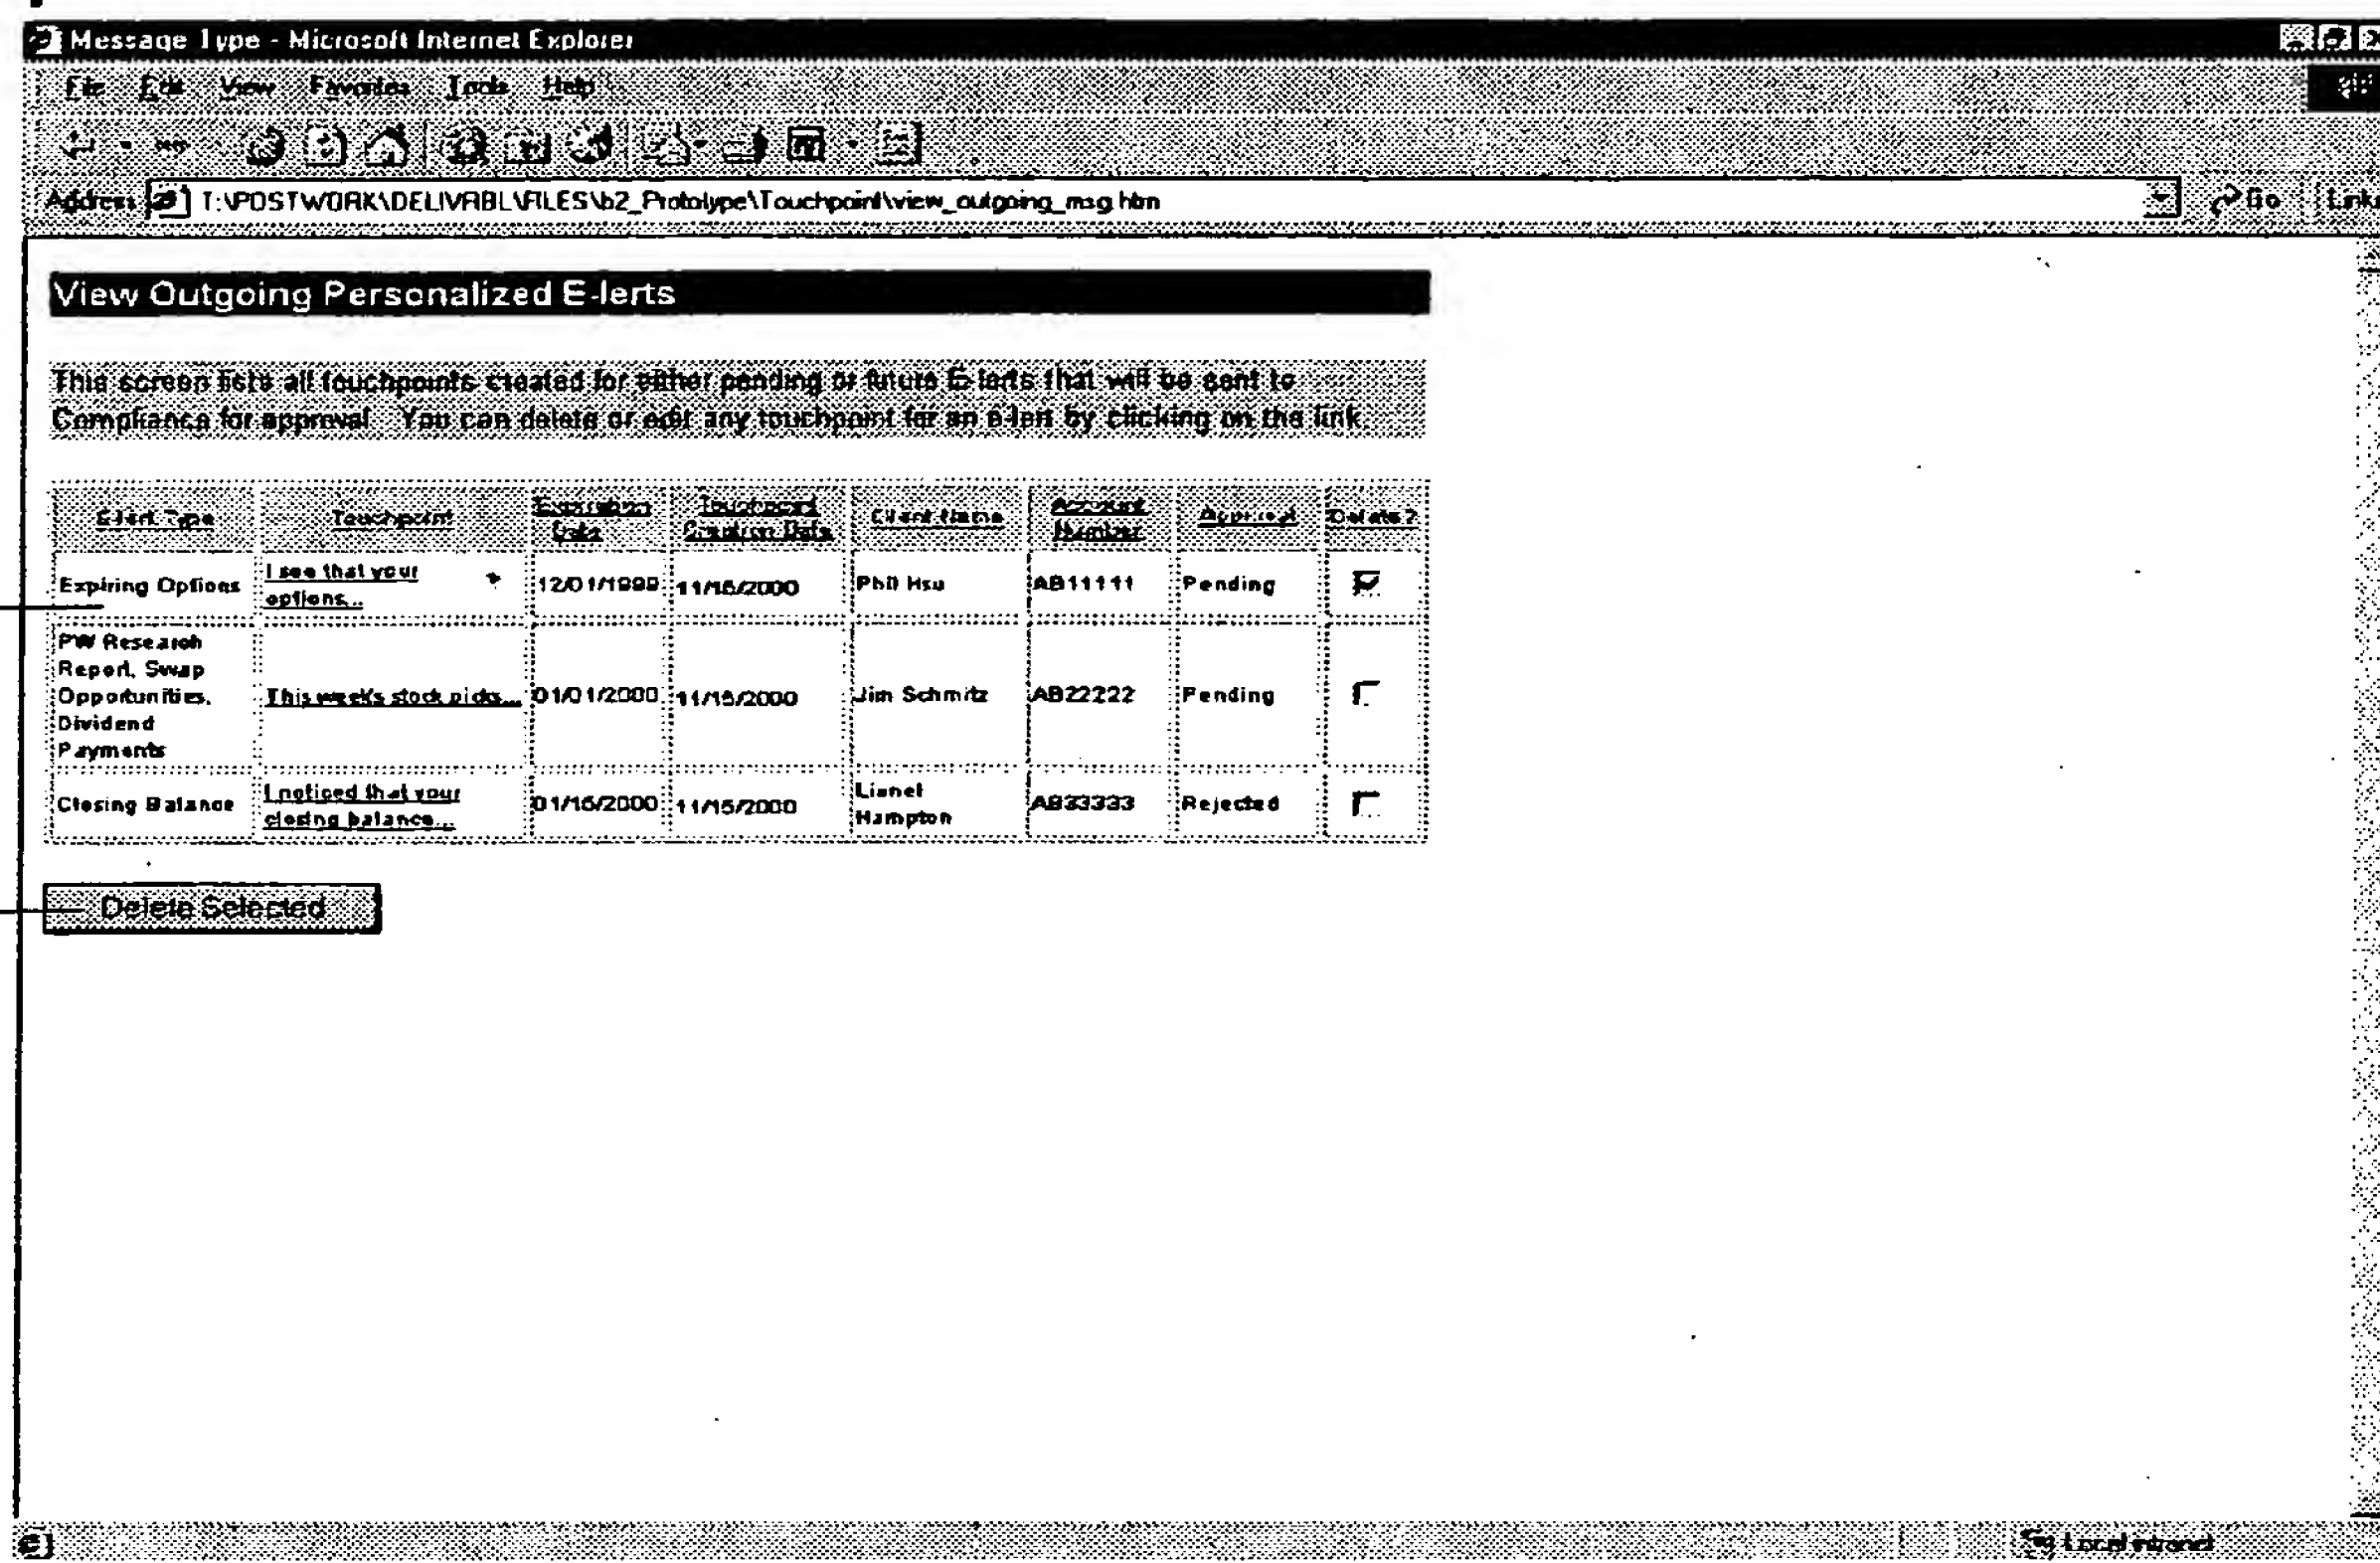 Message Type - Microsoft Internet Explorer
File Edit View Favorites Tools Help
Address T:\POSTWORK\DELIVRBL\FILES\b2_Prototype\Touchpoint\view_outgoing_msg.htm Go Links
View Outgoing Personalized E-lerts
This screen lists all touchpoints created for either pending or future E-lerts that will be sent to
Compliance for approval. You can delete or edit any touchpoint for an e-lert by clicking on the link.
E-lert Type Touchpoint Expiration Date Touchpoint Creation Date Client Name Account Number Approval Delete?
Expiring Options I see that your options... 12/01/1999 11/15/2000 Phil Hsu AB11111 Pending
PW Research Report, Swap Opportunities, Dividend Payments This week's stock picks... 01/01/2000 11/15/2000 Jim Schmitz AB22222 Pending
Closing Balance I noticed that your closing balance... 01/15/2000 11/15/2000 Lianel Hampton AB33333 Rejected
Delete Selected
Local intranet